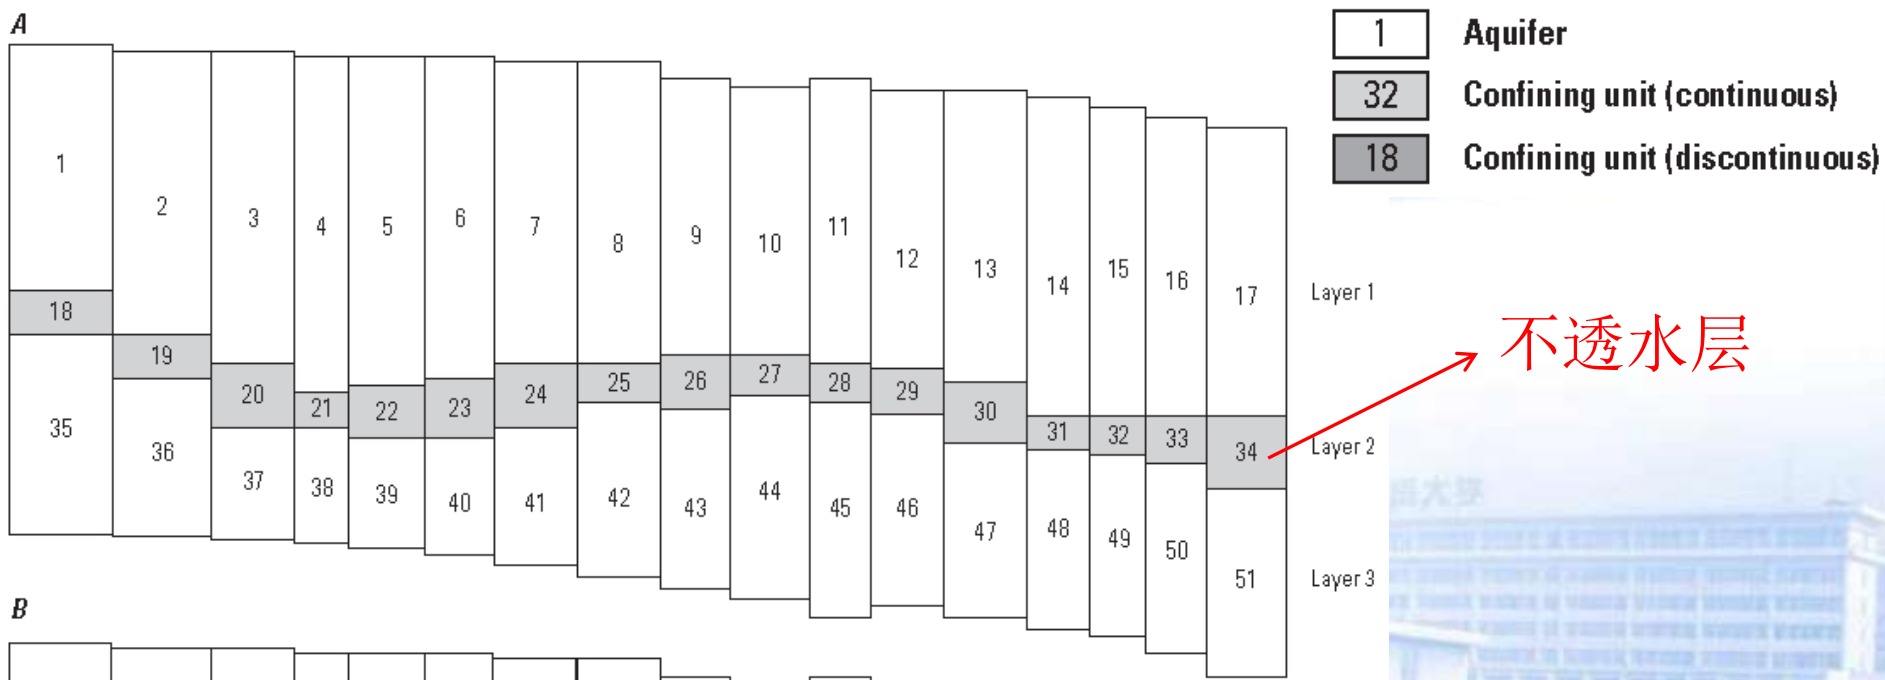 A
1 Aquifer
32 Confining unit (continuous)
18 Confining unit (discontinuous)
1 2 3 4 5 6 7 8 9 10 11 12 13 14 15 16 17 Layer 1
不透水层
18 19 20 21 22 23 24 25 26 27 28 29 30 31 32 33 34 Layer 2
35 36 37 38 39 40 41 42 43 44 45 46 47 48 49 50 51 Layer 3
B